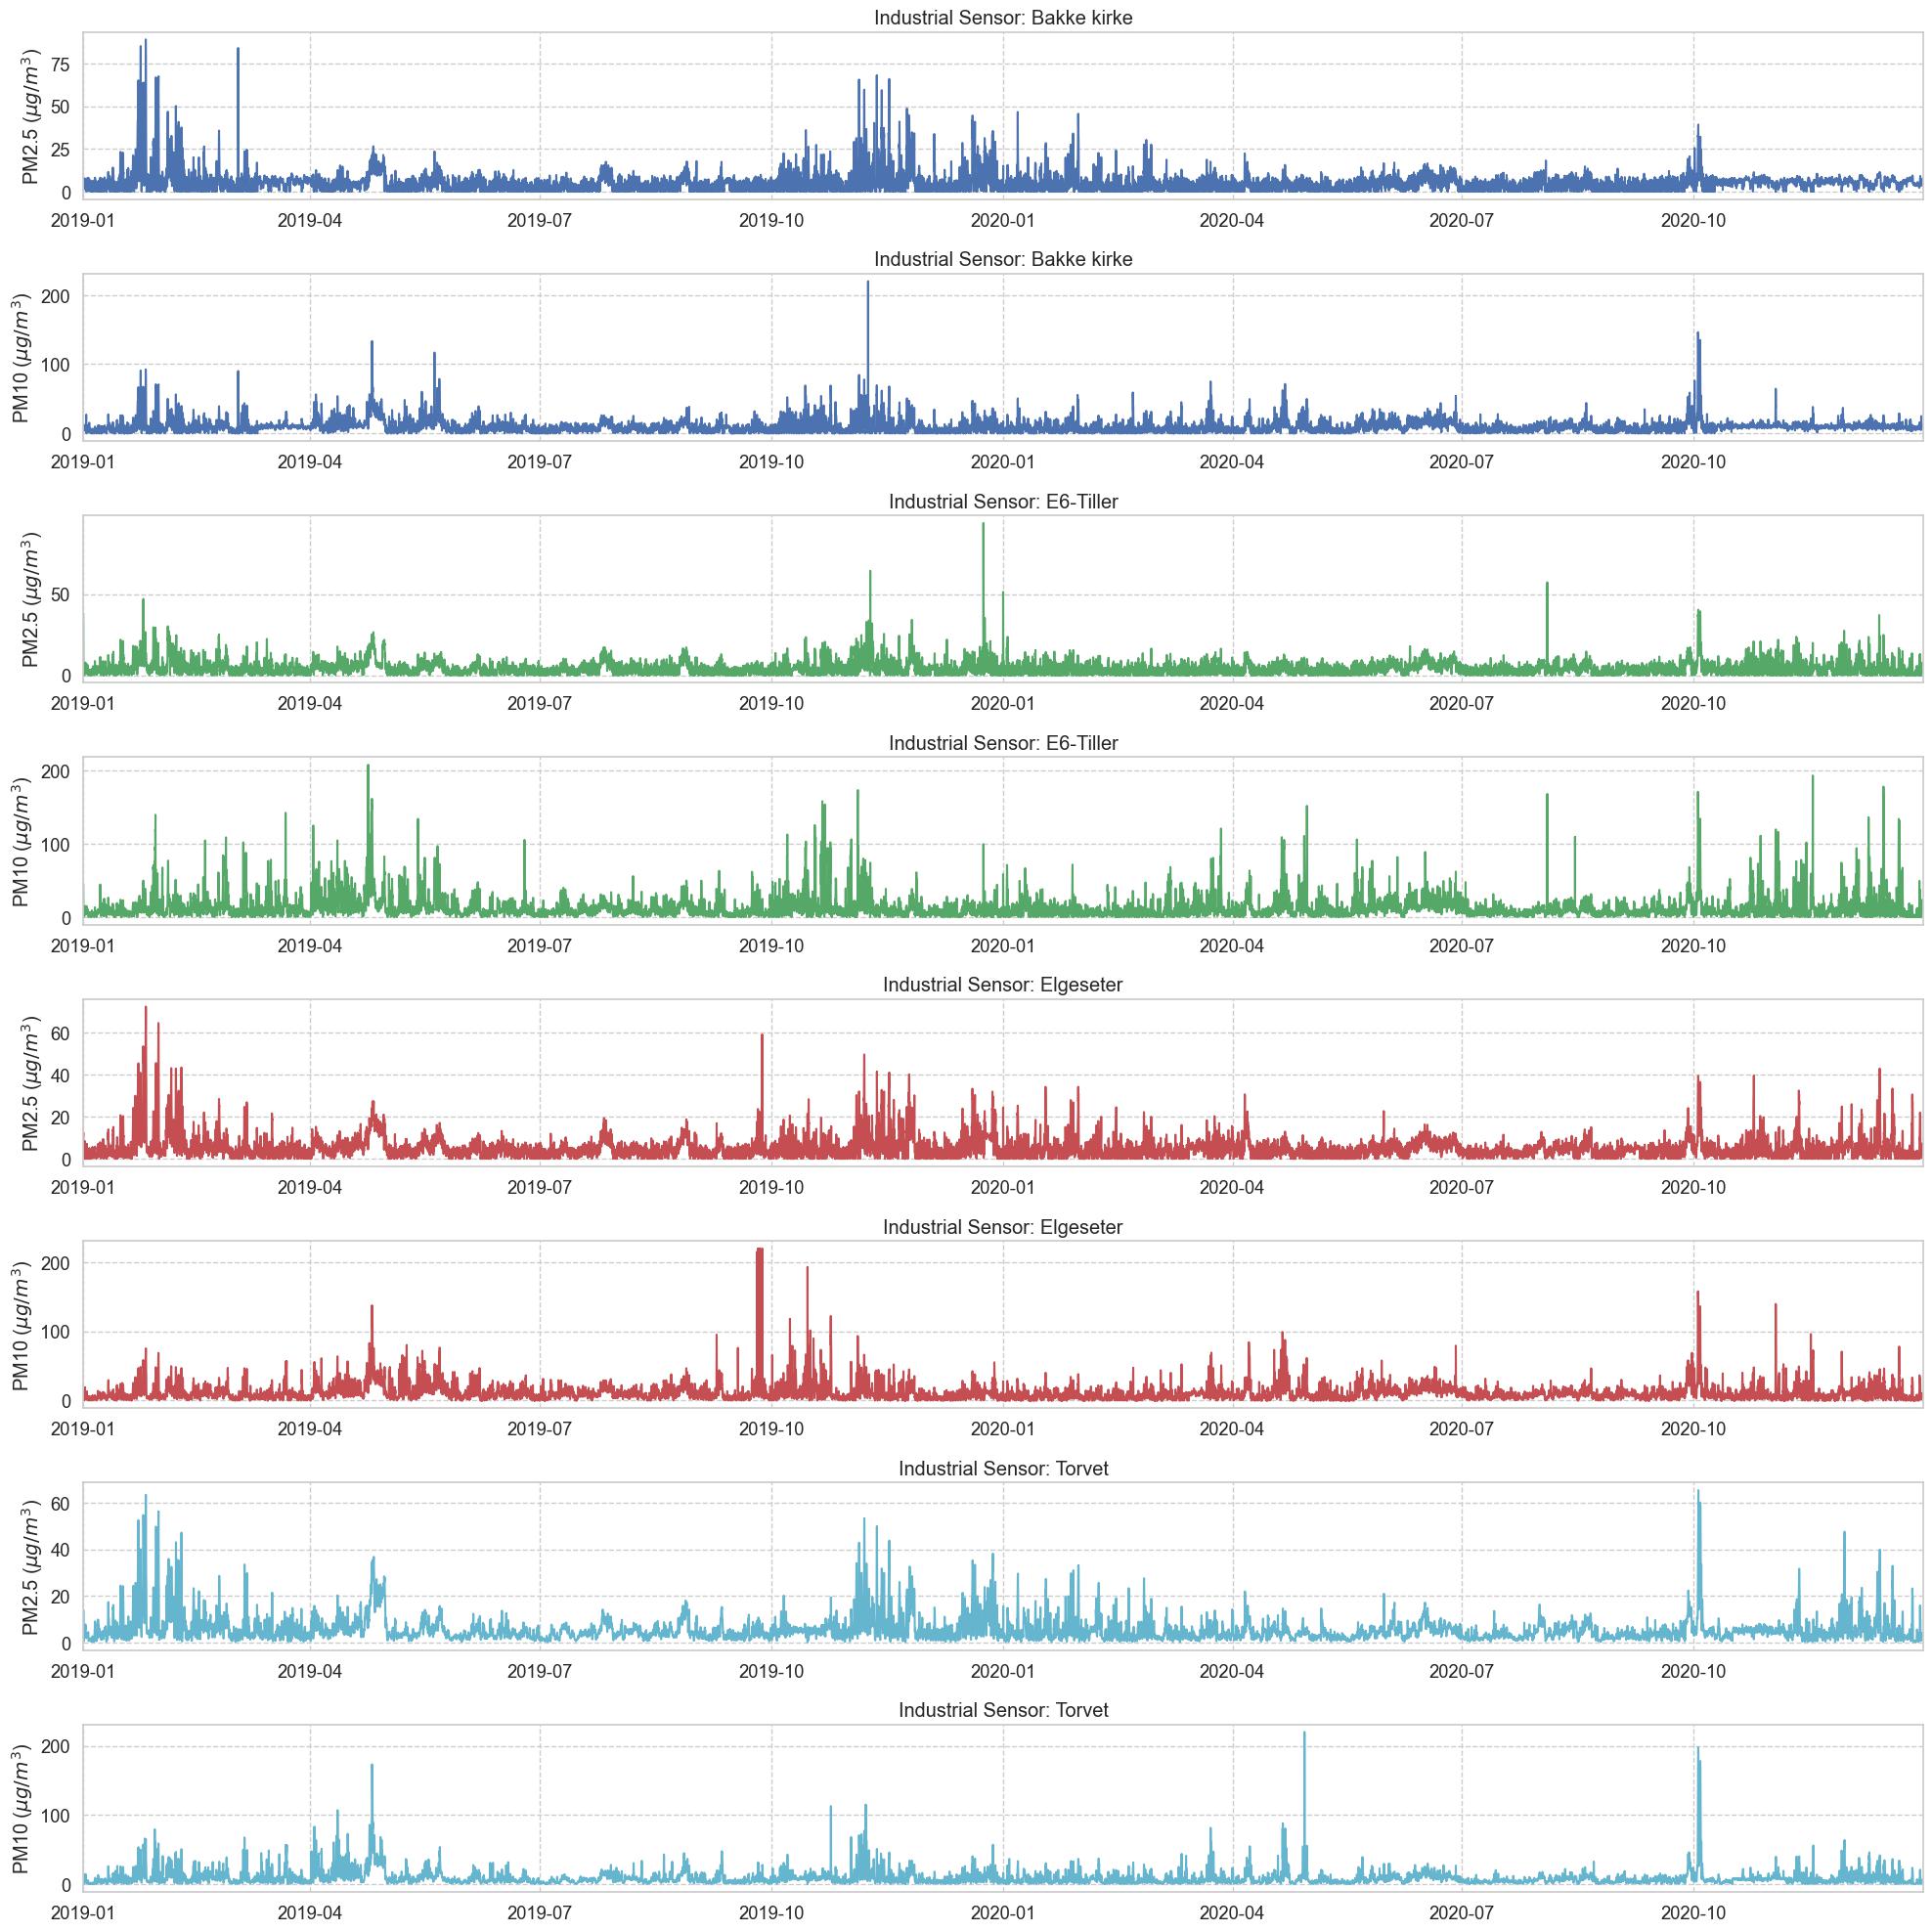 Industrial Sensor: Bakke kirke
PM2.5 (μg/m³)
75
50
25
0
2019-01 2019-04 2019-07 2019-10 2020-01 2020-04 2020-07 2020-10
Industrial Sensor: Bakke kirke
PM10 (μg/m³)
200
100
0
2019-01 2019-04 2019-07 2019-10 2020-01 2020-04 2020-07 2020-10
Industrial Sensor: E6-Tiller
PM2.5 (μg/m³)
50
0
2019-01 2019-04 2019-07 2019-10 2020-01 2020-04 2020-07 2020-10
Industrial Sensor: E6-Tiller
PM10 (μg/m³)
200
100
0
2019-01 2019-04 2019-07 2019-10 2020-01 2020-04 2020-07 2020-10
Industrial Sensor: Elgeseter
PM2.5 (μg/m³)
60
40
20
0
2019-01 2019-04 2019-07 2019-10 2020-01 2020-04 2020-07 2020-10
Industrial Sensor: Elgeseter
PM10 (μg/m³)
200
100
0
2019-01 2019-04 2019-07 2019-10 2020-01 2020-04 2020-07 2020-10
Industrial Sensor: Torvet
PM2.5 (μg/m³)
60
40
20
0
2019-01 2019-04 2019-07 2019-10 2020-01 2020-04 2020-07 2020-10
Industrial Sensor: Torvet
PM10 (μg/m³)
200
100
0
2019-01 2019-04 2019-07 2019-10 2020-01 2020-04 2020-07 2020-10